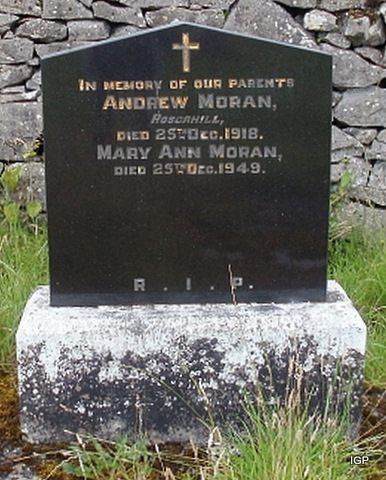 IN MEMORY OF OUR PARENTS
ANDREW MORAN,
ROSCAHILL,
DIED 25TH DEC. 1918.
MARY ANN MORAN,
DIED 25TH DEC. 1949.
R . I . P.
IGP